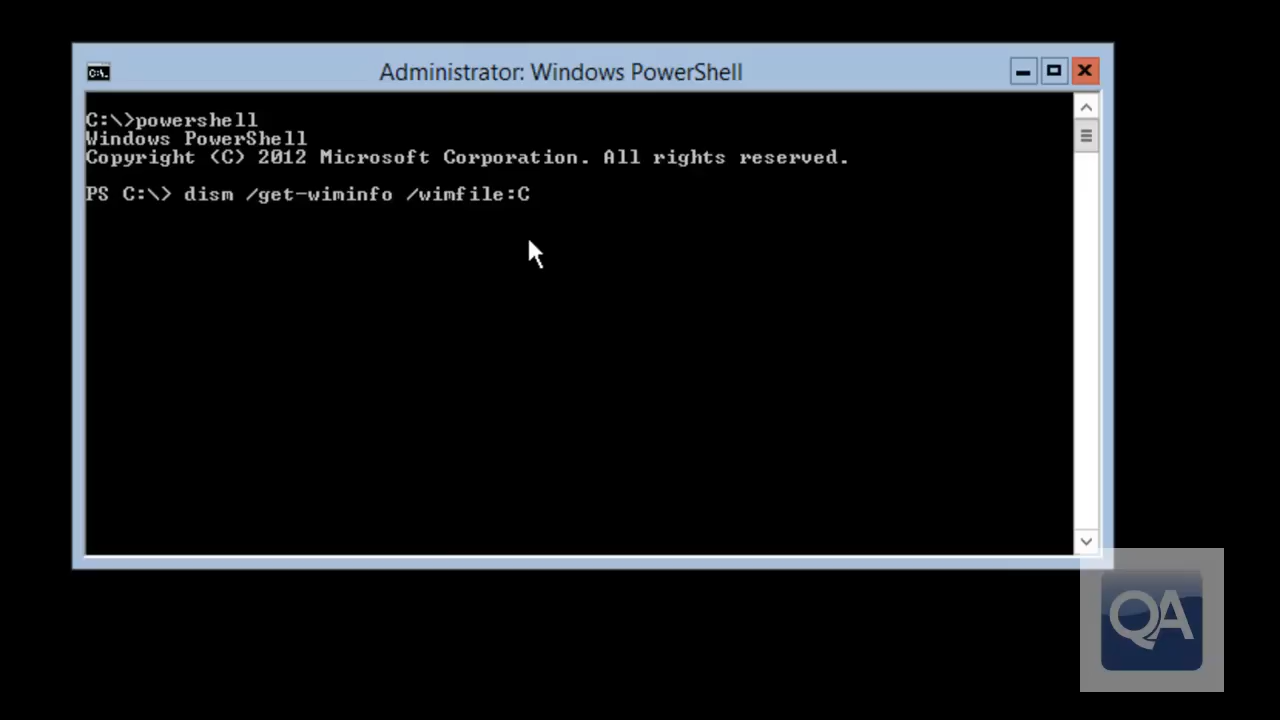 Administrator: Windows PowerShell
C:\>powershell
Windows PowerShell
Copyright (C) 2012 Microsoft Corporation. All rights reserved.
PS C:\> dism /get-wiminfo /wimfile:C
QA